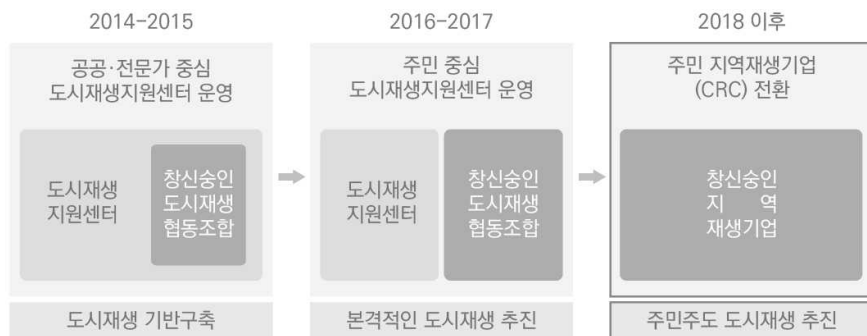 2014-2015
공공·전문가 중심
도시재생지원센터 운영
도시재생
지원센터
창신숭인
도시재생
협동조합
도시재생 기반구축
2016-2017
주민 중심
도시재생지원센터 운영
도시재생
지원센터
창신숭인
도시재생
협동조합
본격적인 도시재생 추진
2018 이후
주민 지역재생기업
(CRC) 전환
창신숭인
지 역
재생기업
주민주도 도시재생 추진